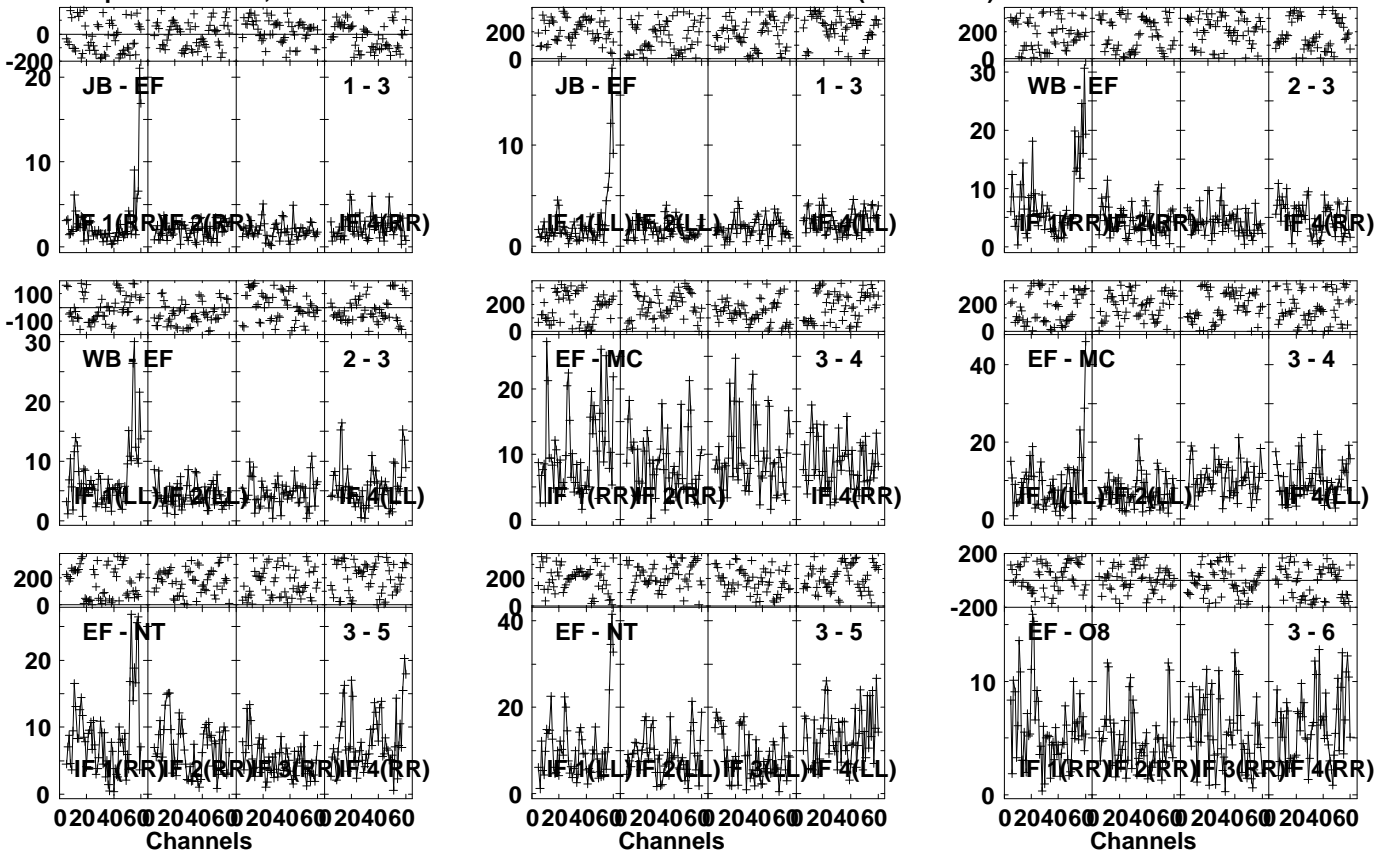 0
-200
20
10
0
JB - EF
1 - 3
IF 1(RR)
IF 2(RR)
IF 4(RR)
200
0
10
0
JB - EF
1 - 3
IF 1(LL)
IF 2(LL)
IF 4(LL)
200
0
30
20
10
0
WB - EF
2 - 3
IF 1(RR)
IF 2(RR)
IF 4(RR)
100
-100
30
20
10
0
WB - EF
2 - 3
IF 1(LL)
IF 2(LL)
IF 4(LL)
200
0
20
10
0
EF - MC
3 - 4
IF 1(RR)
IF 2(RR)
IF 4(RR)
200
0
40
20
0
EF - MC
3 - 4
IF 1(LL)
IF 2(LL)
IF 4(LL)
200
0
20
10
0
EF - NT
3 - 5
IF 1(RR)
IF 2(RR)
IF 3(RR)
IF 4(RR)
0 20 40 60 0 20 40 60 0 20 40 60 0 20 40 60
Channels
200
0
40
20
0
EF - NT
3 - 5
IF 1(LL)
IF 2(LL)
IF 3(LL)
IF 4(LL)
0 20 40 60 0 20 40 60 0 20 40 60 0 20 40 60
Channels
200
-200
10
0
EF - O8
3 - 6
IF 1(RR)
IF 2(RR)
IF 3(RR)
IF 4(RR)
0 20 40 60 0 20 40 60 0 20 40 60 0 20 40 60
Channels